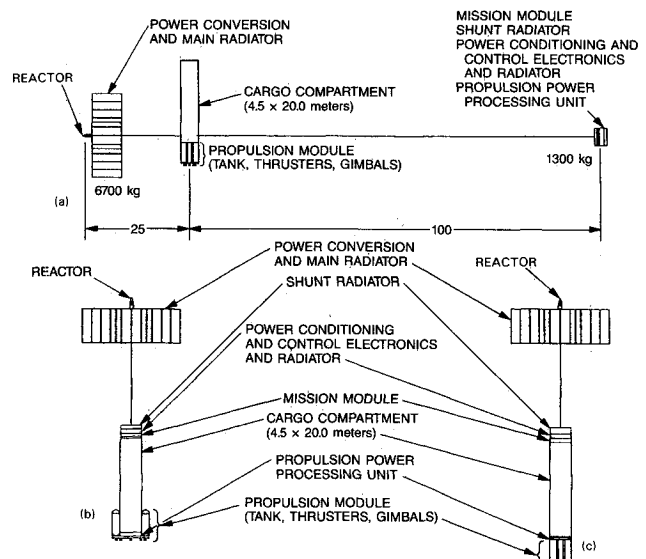 POWER CONVERSION
AND MAIN RADIATOR
REACTOR
CARGO COMPARTMENT
(4.5 × 20.0 meters)
PROPULSION MODULE
(TANK, THRUSTERS, GIMBALS)
MISSION MODULE
SHUNT RADIATOR
POWER CONDITIONING AND
CONTROL ELECTRONICS
AND RADIATOR
PROPULSION POWER
PROCESSING UNIT
6700 kg
1300 kg
(a)
25
100
POWER CONVERSION
AND MAIN RADIATOR
REACTOR
REACTOR
SHUNT RADIATOR
POWER CONDITIONING
AND CONTROL ELECTRONICS
AND RADIATOR
MISSION MODULE
CARGO COMPARTMENT
(4.5 × 20.0 meters)
PROPULSION POWER
PROCESSING UNIT
PROPULSION MODULE
(TANK, THRUSTERS, GIMBALS)
(b)
(c)